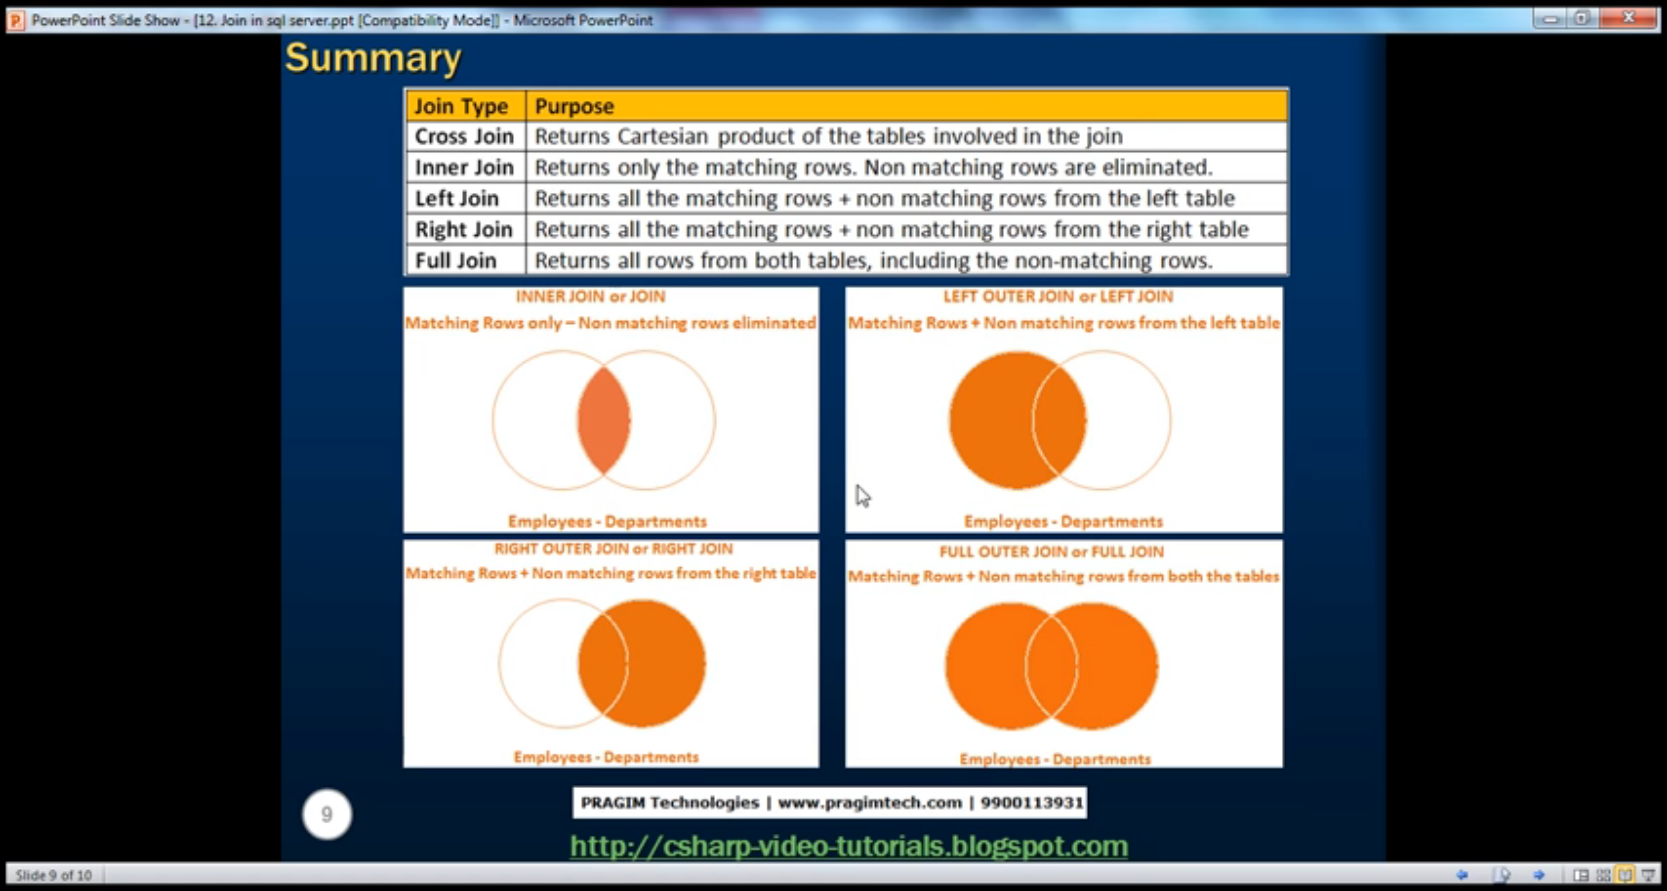 PowerPoint Slide Show - [12. Join in sql server.ppt [Compatibility Mode]] - Microsoft PowerPoint
Summary
Join Type Purpose
Cross Join Returns Cartesian product of the tables involved in the join
Inner Join Returns only the matching rows. Non matching rows are eliminated.
Left Join Returns all the matching rows + non matching rows from the left table
Right Join Returns all the matching rows + non matching rows from the right table
Full Join Returns all rows from both tables, including the non-matching rows.
INNER JOIN or JOIN
Matching Rows only – Non matching rows eliminated
Employees - Departments
LEFT OUTER JOIN or LEFT JOIN
Matching Rows + Non matching rows from the left table
Employees - Departments
RIGHT OUTER JOIN or RIGHT JOIN
Matching Rows + Non matching rows from the right table
Employees - Departments
FULL OUTER JOIN or FULL JOIN
Matching Rows + Non matching rows from both the tables
Employees - Departments
9
PRAGIM Technologies | www.pragimtech.com | 9900113931
http://csharp-video-tutorials.blogspot.com
Slide 9 of 10